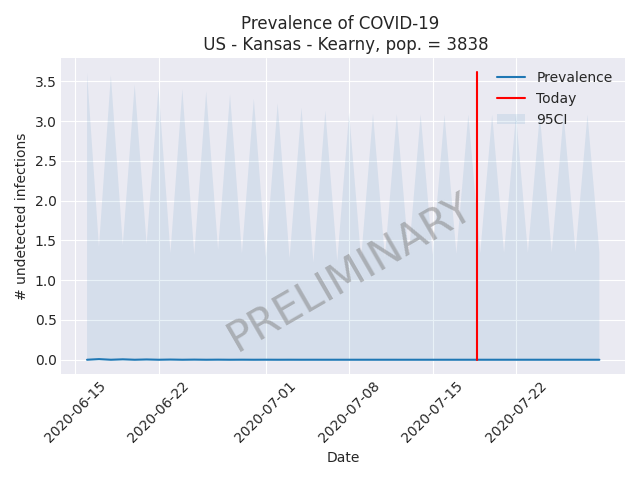 Prevalence of COVID-19
US - Kansas - Kearny, pop. = 3838
# undetected infections
3.5
3.0
2.5
2.0
1.5
1.0
0.5
0.0
Prevalence
Today
95CI
PRELIMINARY
2020-06-15
2020-06-22
2020-07-01
2020-07-08
2020-07-15
2020-07-22
Date